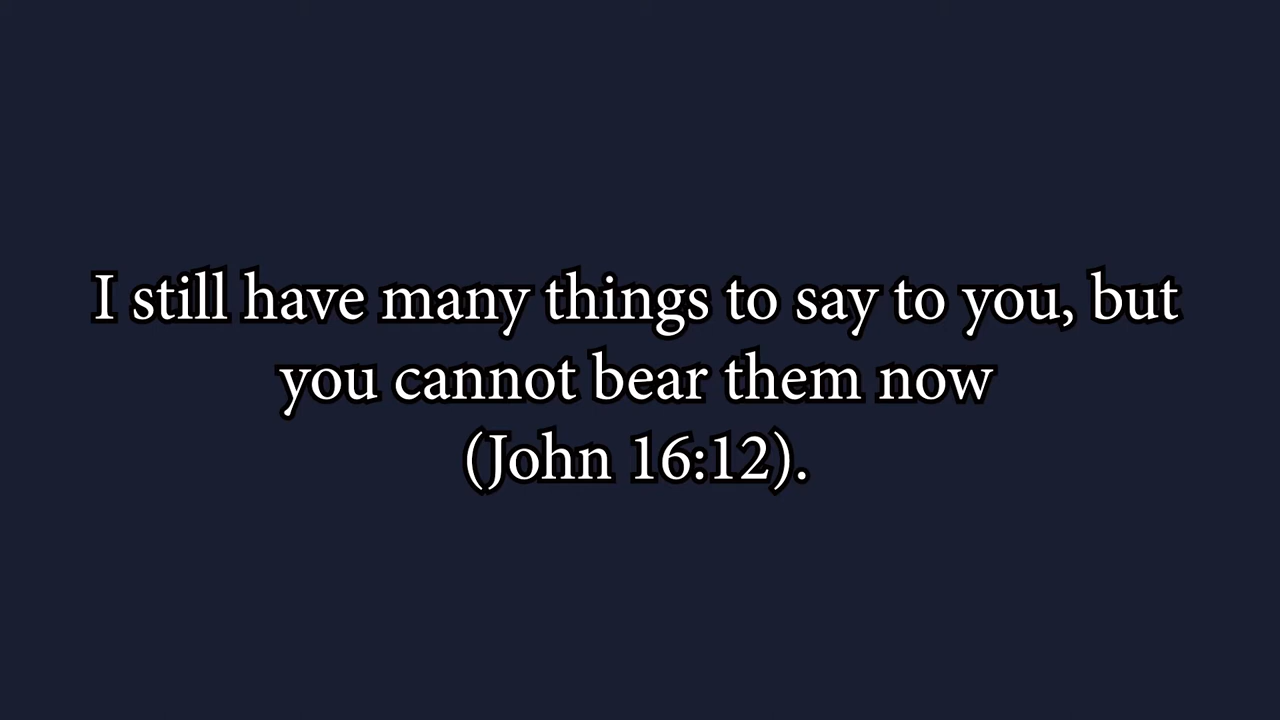 I still have many things to say to you, but
you cannot bear them now
(John 16:12).